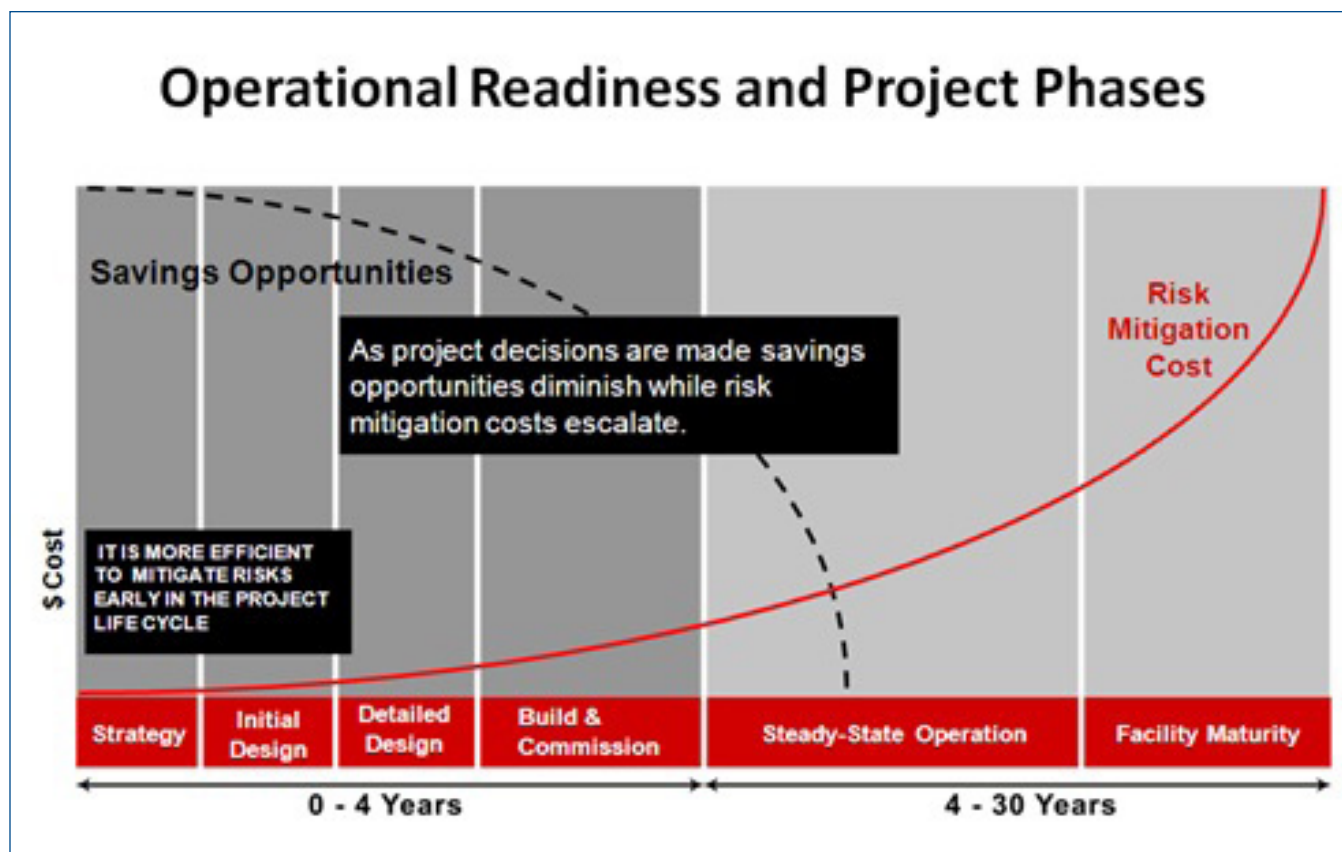 Operational Readiness and Project Phases
Savings Opportunities
Risk
Mitigation
Cost
As project decisions are made savings
opportunities diminish while risk
mitigation costs escalate.
$ Cost
IT IS MORE EFFICIENT
TO MITIGATE RISKS
EARLY IN THE PROJECT
LIFE CYCLE
Strategy
Initial
Design
Detailed
Design
Build &
Commission
Steady-State Operation
Facility Maturity
0 - 4 Years
4 - 30 Years